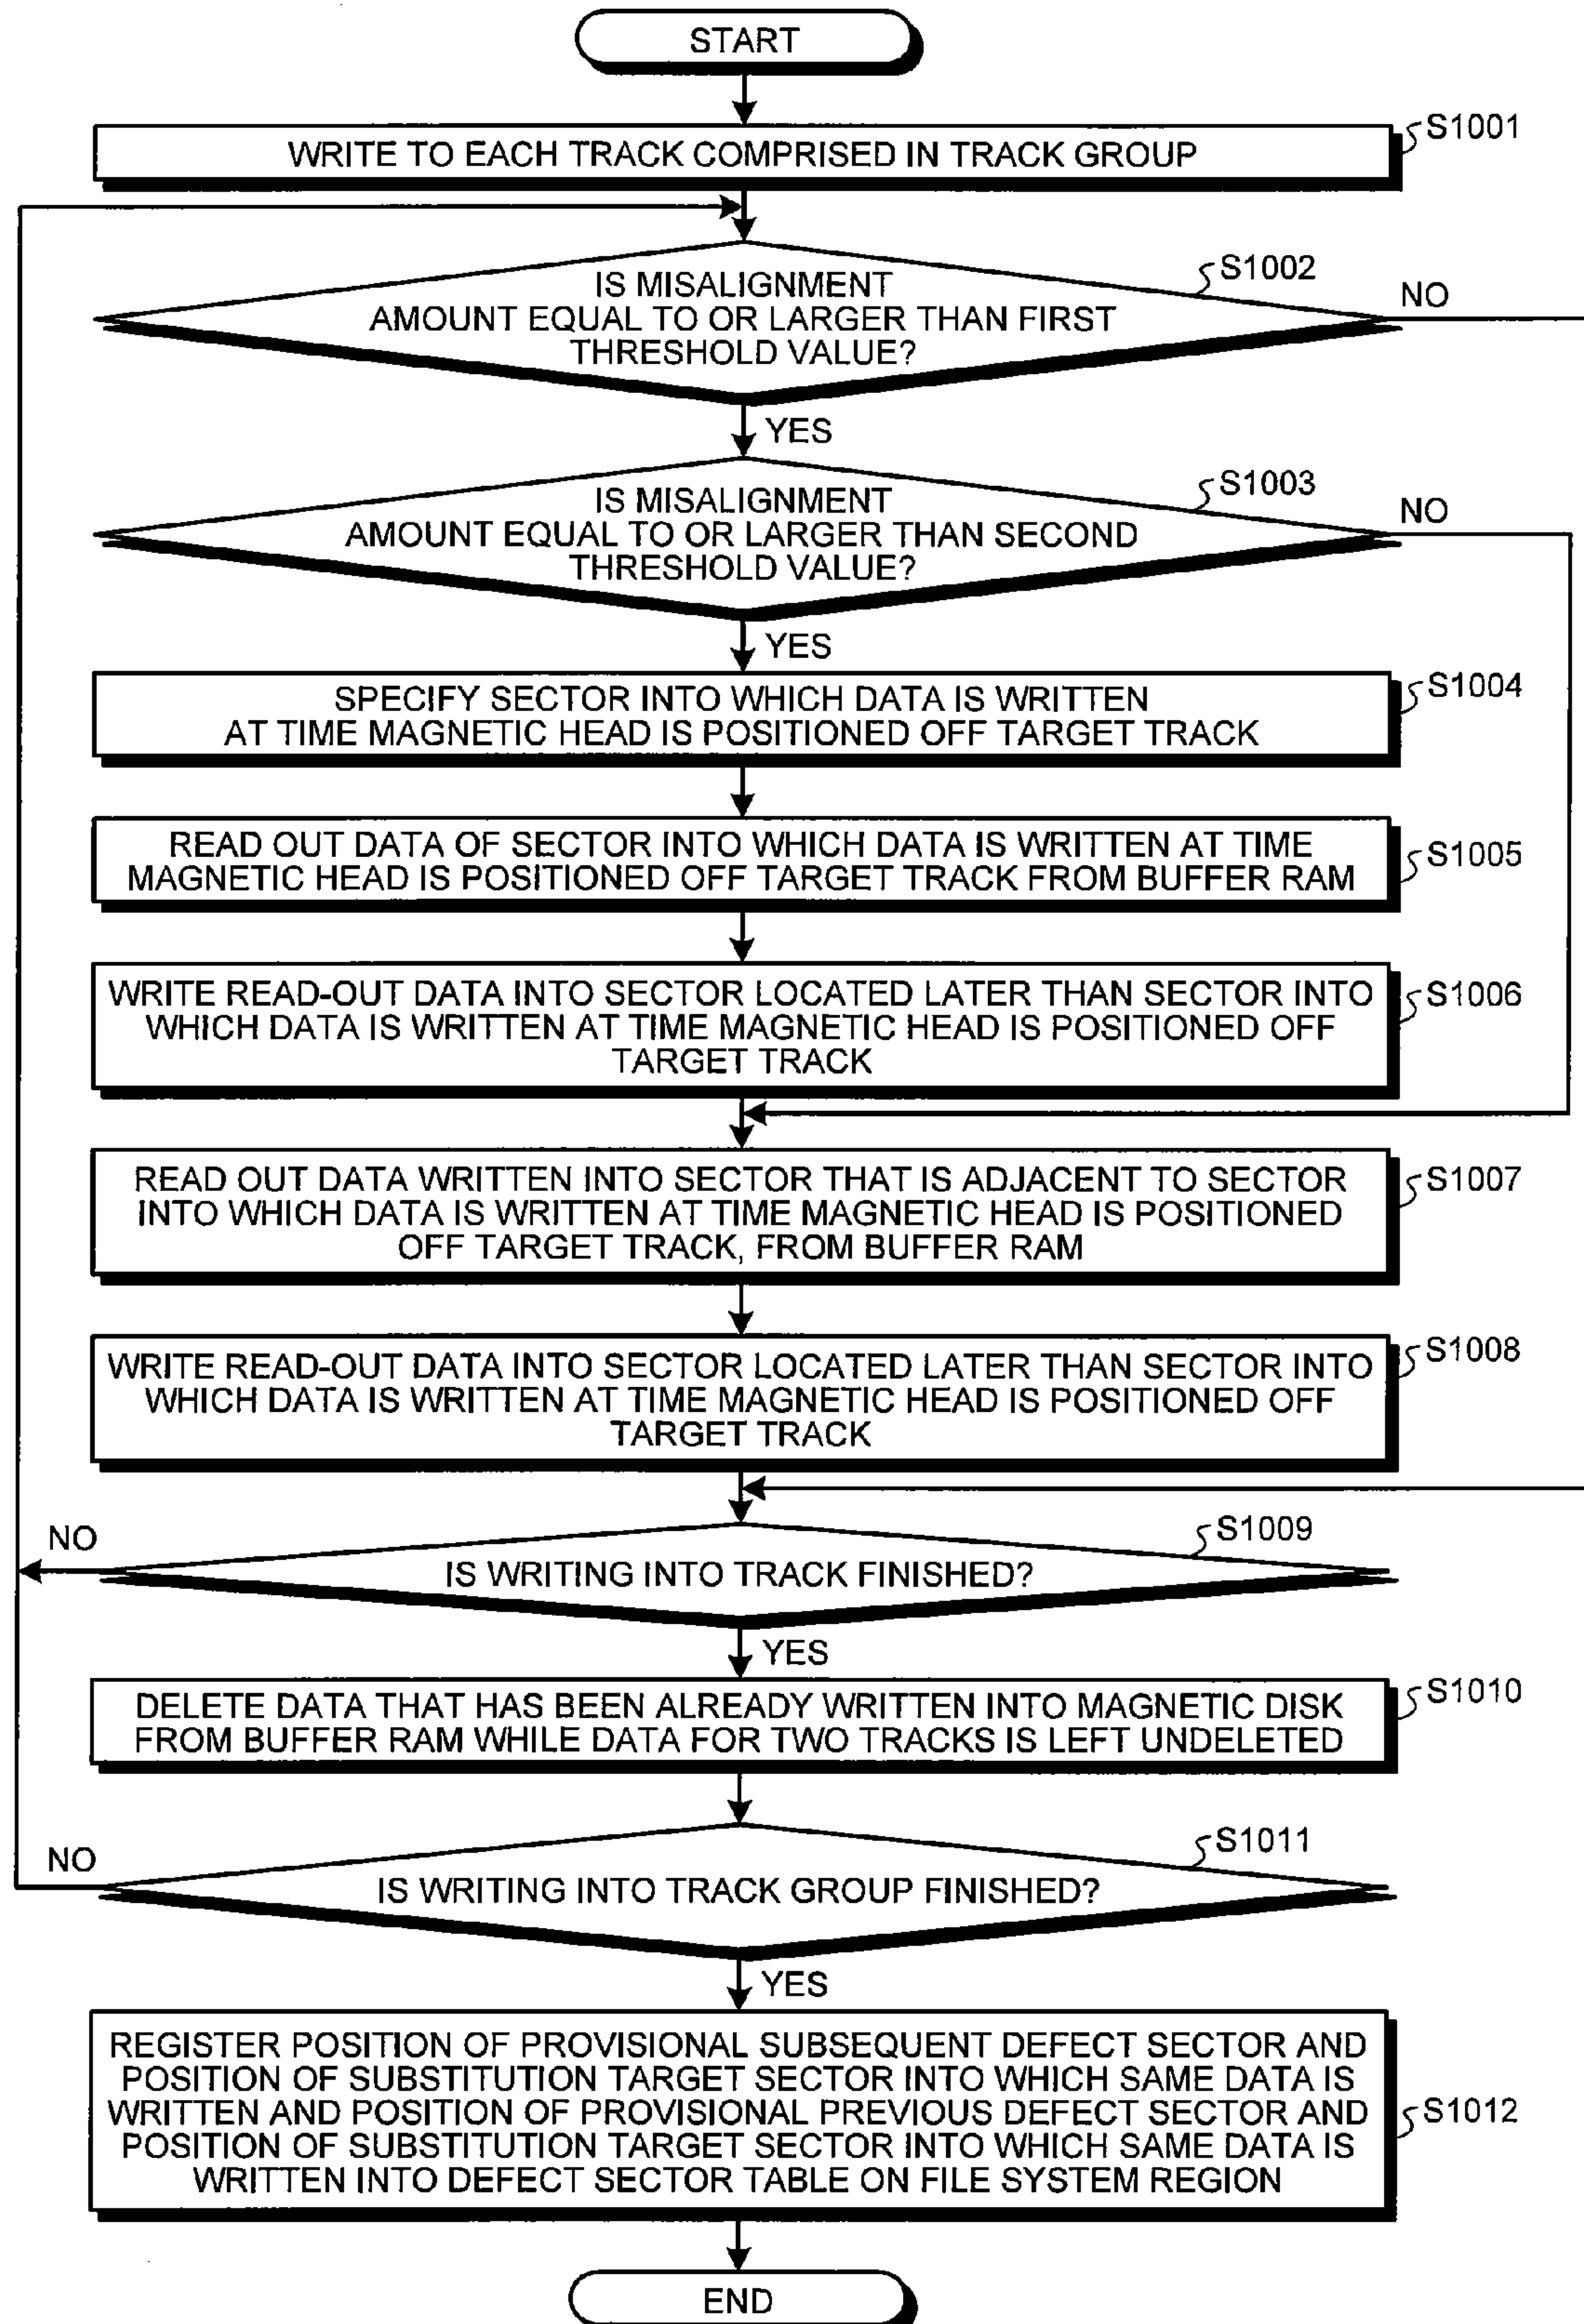 START
WRITE TO EACH TRACK COMPRISED IN TRACK GROUP
S1001
IS MISALIGNMENT
AMOUNT EQUAL TO OR LARGER THAN FIRST
THRESHOLD VALUE?
S1002
NO
YES
IS MISALIGNMENT
AMOUNT EQUAL TO OR LARGER THAN SECOND
THRESHOLD VALUE?
S1003
NO
YES
SPECIFY SECTOR INTO WHICH DATA IS WRITTEN
AT TIME MAGNETIC HEAD IS POSITIONED OFF TARGET TRACK
S1004
READ OUT DATA OF SECTOR INTO WHICH DATA IS WRITTEN AT TIME
MAGNETIC HEAD IS POSITIONED OFF TARGET TRACK FROM BUFFER RAM
S1005
WRITE READ-OUT DATA INTO SECTOR LOCATED LATER THAN SECTOR INTO
WHICH DATA IS WRITTEN AT TIME MAGNETIC HEAD IS POSITIONED OFF
TARGET TRACK
S1006
READ OUT DATA WRITTEN INTO SECTOR THAT IS ADJACENT TO SECTOR
INTO WHICH DATA IS WRITTEN AT TIME MAGNETIC HEAD IS POSITIONED
OFF TARGET TRACK, FROM BUFFER RAM
S1007
WRITE READ-OUT DATA INTO SECTOR LOCATED LATER THAN SECTOR INTO
WHICH DATA IS WRITTEN AT TIME MAGNETIC HEAD IS POSITIONED OFF
TARGET TRACK
S1008
NO
IS WRITING INTO TRACK FINISHED?
S1009
YES
DELETE DATA THAT HAS BEEN ALREADY WRITTEN INTO MAGNETIC DISK
FROM BUFFER RAM WHILE DATA FOR TWO TRACKS IS LEFT UNDELETED
S1010
NO
IS WRITING INTO TRACK GROUP FINISHED?
S1011
YES
REGISTER POSITION OF PROVISIONAL SUBSEQUENT DEFECT SECTOR AND
POSITION OF SUBSTITUTION TARGET SECTOR INTO WHICH SAME DATA IS
WRITTEN AND POSITION OF PROVISIONAL PREVIOUS DEFECT SECTOR AND
POSITION OF SUBSTITUTION TARGET SECTOR INTO WHICH SAME DATA IS
WRITTEN INTO DEFECT SECTOR TABLE ON FILE SYSTEM REGION
S1012
END